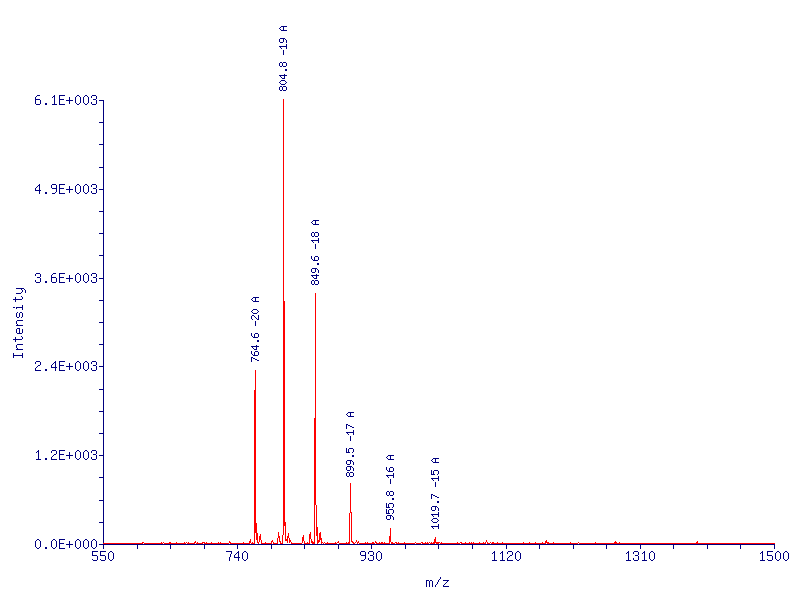 804.8 -19 A
6.1E+003
4.9E+003
849.6 -18 A
3.6E+003
764.6 -20 A
2.4E+003
899.5 -17 A
1.2E+003
955.8 -16 A
1019.7 -15 A
0.0E+000
Intensity
550 740 930 1120 1310 1500
m/z